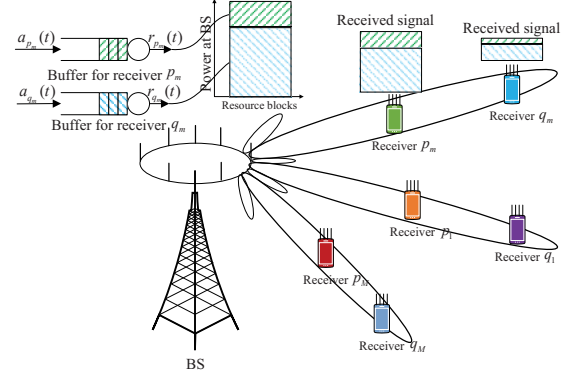 a_{p_m}(t) r_{p_m}(t)
Buffer for receiver p_m
a_{q_m}(t) r_{q_m}(t)
Buffer for receiver q_m
Power at BS
Resource blocks
Received signal
Received signal
Receiver p_m
Receiver q_m
Receiver p_1
Receiver q_1
Receiver p_M
Receiver q_M
BS